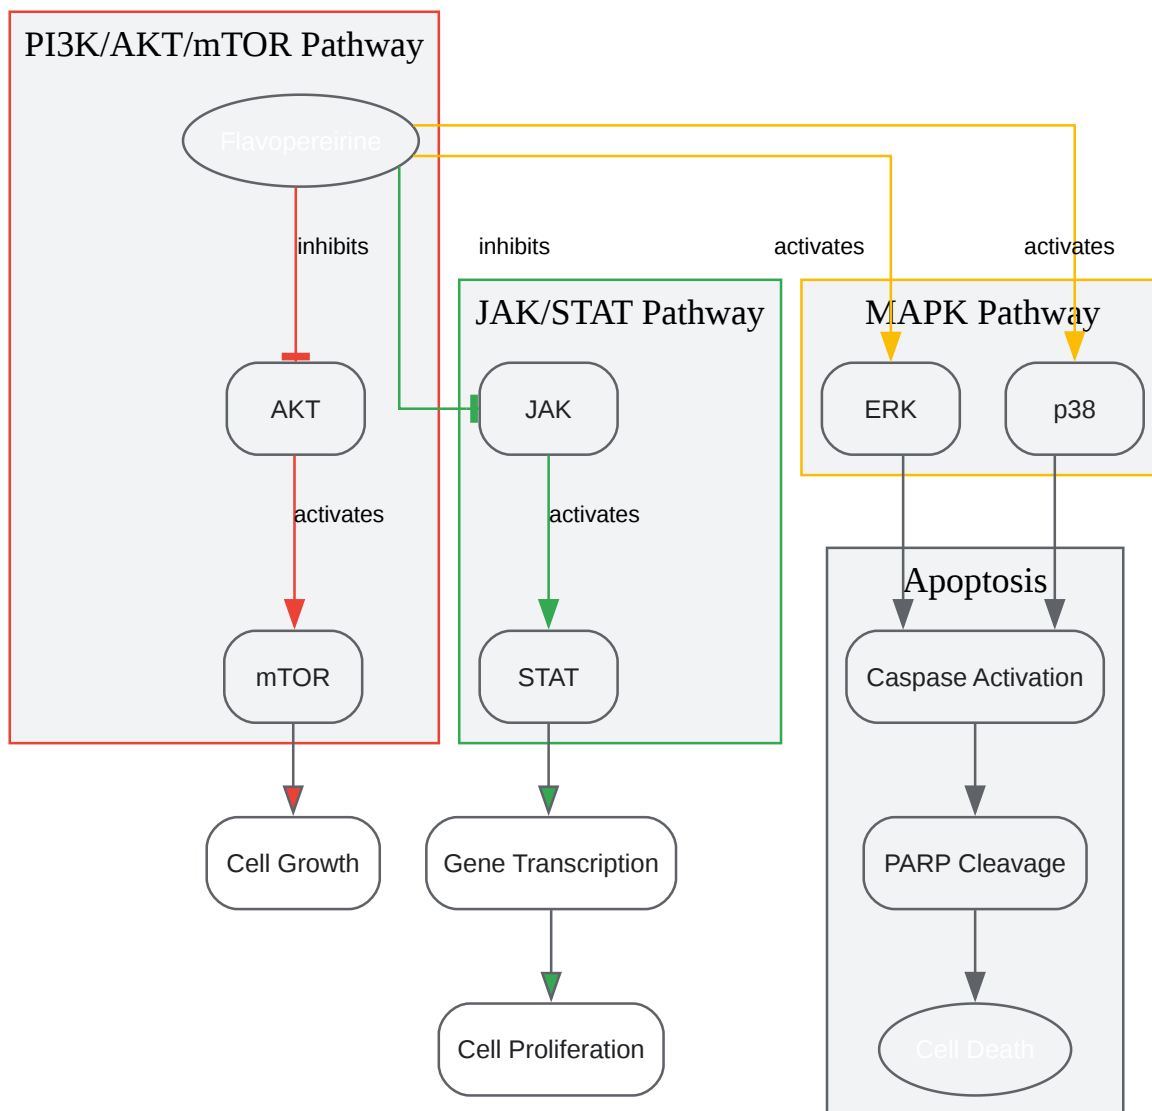 PI3K/AKT/mTOR Pathway
Flavopereirine
inhibits
inhibits
activates
activates
JAK/STAT Pathway
MAPK Pathway
AKT
JAK
ERK
p38
activates
activates
Apoptosis
mTOR
STAT
Caspase Activation
Cell Growth
Gene Transcription
PARP Cleavage
Cell Proliferation
Cell Death